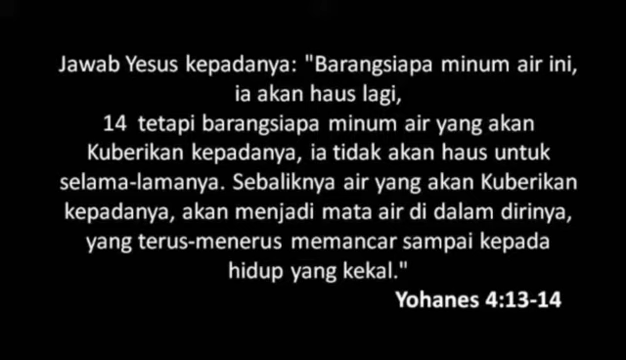 Jawab Yesus kepadanya: "Barangsiapa minum air ini,
ia akan haus lagi,
14 tetapi barangsiapa minum air yang akan
Kuberikan kepadanya, ia tidak akan haus untuk
selama-lamanya. Sebaliknya air yang akan Kuberikan
kepadanya, akan menjadi mata air di dalam dirinya,
yang terus-menerus memancar sampai kepada
hidup yang kekal."
Yohanes 4:13-14